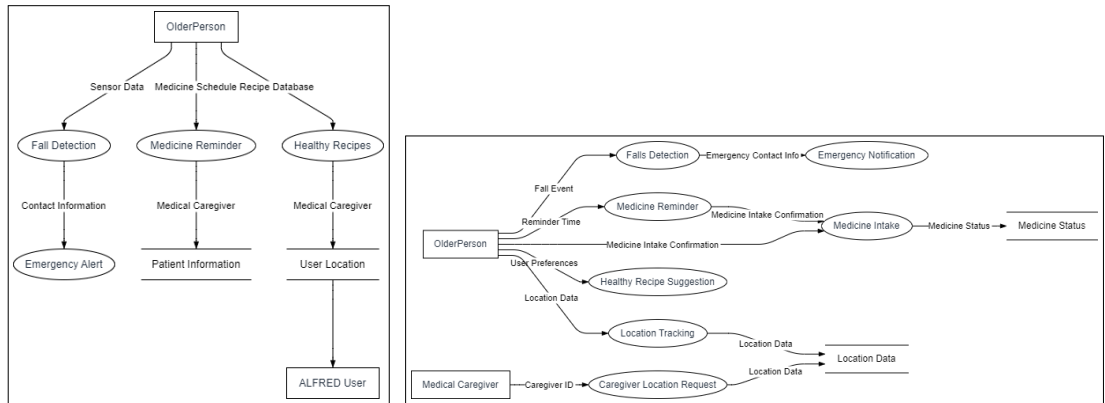 OlderPerson
Sensor Data
Medicine Schedule
Recipe Database
Fall Detection
Medicine Reminder
Healthy Recipes
Contact Information
Medical Caregiver
Medical Caregiver
Emergency Alert
Patient Information
User Location
ALFRED User
Falls Detection
Emergency Contact Info
Emergency Notification
Fall Event
Medicine Reminder
Reminder Time
Medicine Intake Confirmation
OlderPerson
Medicine Intake Confirmation
Medicine Intake
Medicine Status
Medicine Status
User Preferences
Healthy Recipe Suggestion
Location Data
Location Tracking
Location Data
Location Data
Location Data
Medical Caregiver
Caregiver ID
Caregiver Location Request